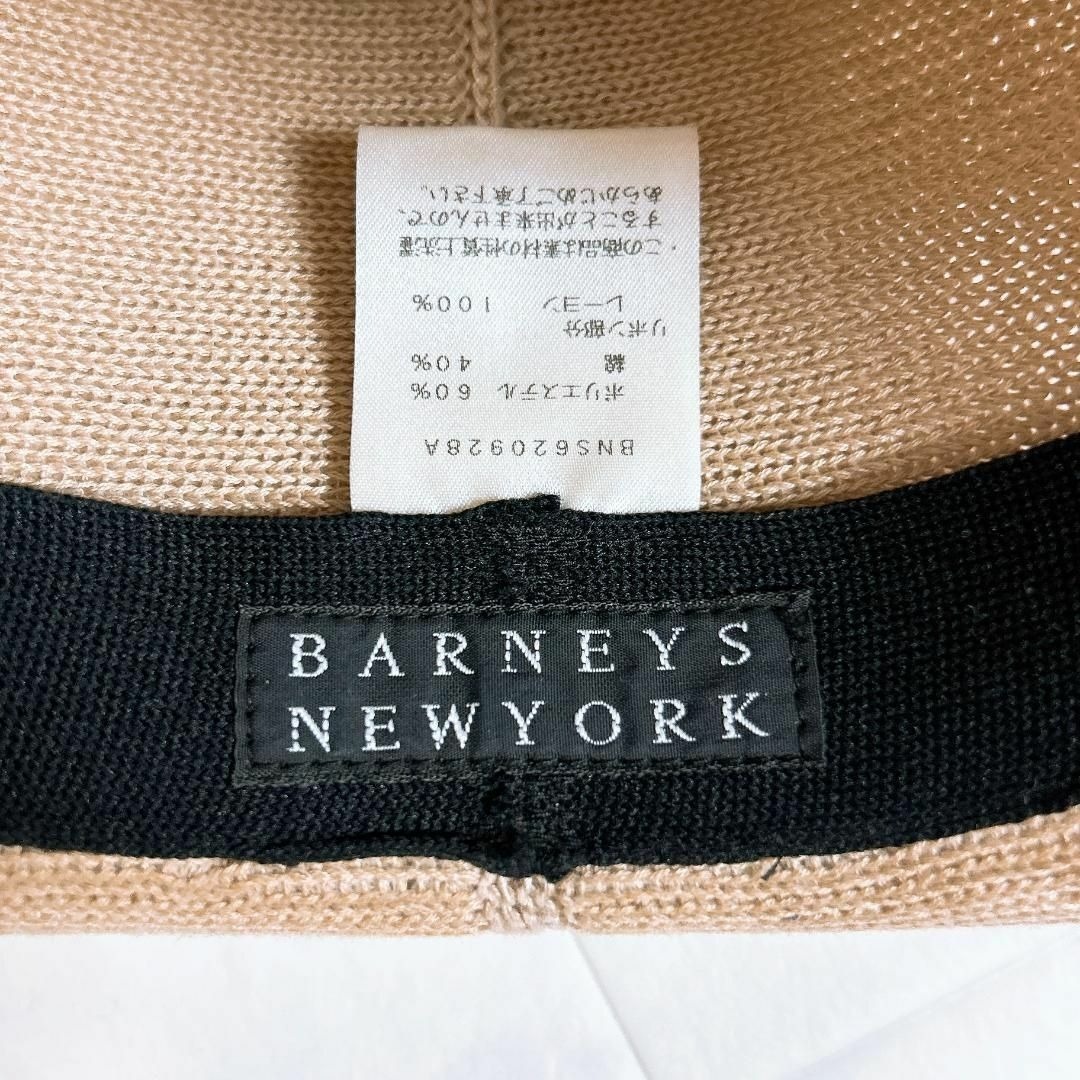 BNS620928A
ポリエステル 60%
綿 40%
リボン部分
レーヨン 100%
・この商品は素材の性質上洗濯
することが出来ませんので、
あらかじめご了承下さい。
BARNEYS
NEWYORK